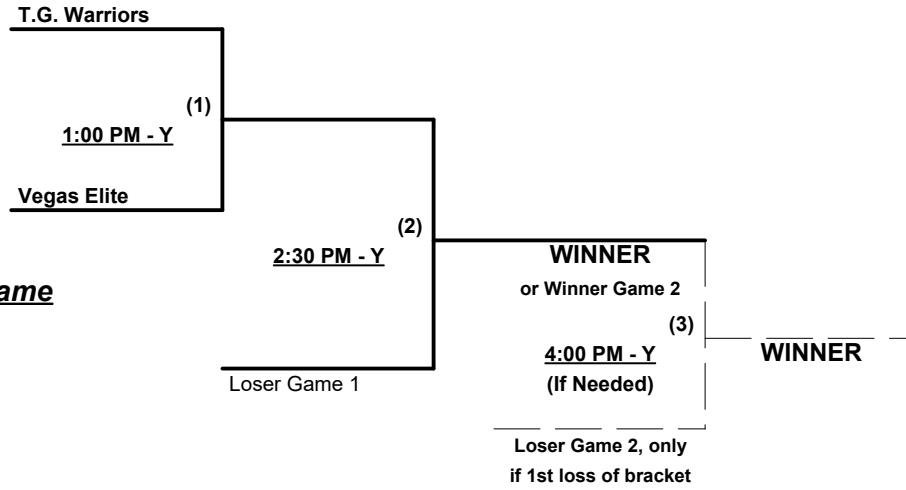 T.G. Warriors
(1)
1:00 PM - Y
Vegas Elite
(2)
2:30 PM - Y
WINNER
or Winner Game 2
ame
(3)
4:00 PM - Y
WINNER
(If Needed)
Loser Game 1
Loser Game 2, only
if 1st loss of bracket